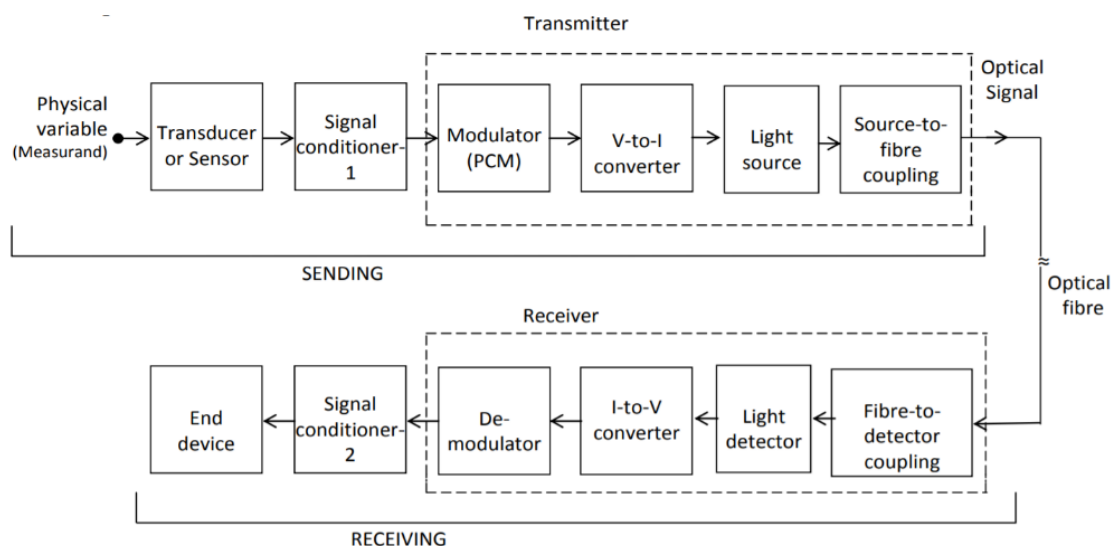 Transmitter
Optical
Signal
Physical
variable
(Measurand)
Transducer
or Sensor
Signal
conditioner-
1
Modulator
(PCM)
V-to-I
converter
Light
source
Source-to-
fibre
coupling
SENDING
≈
Optical
fibre
Receiver
End
device
Signal
conditioner-
2
De-
modulator
I-to-V
converter
Light
detector
Fibre-to-
detector
coupling
RECEIVING